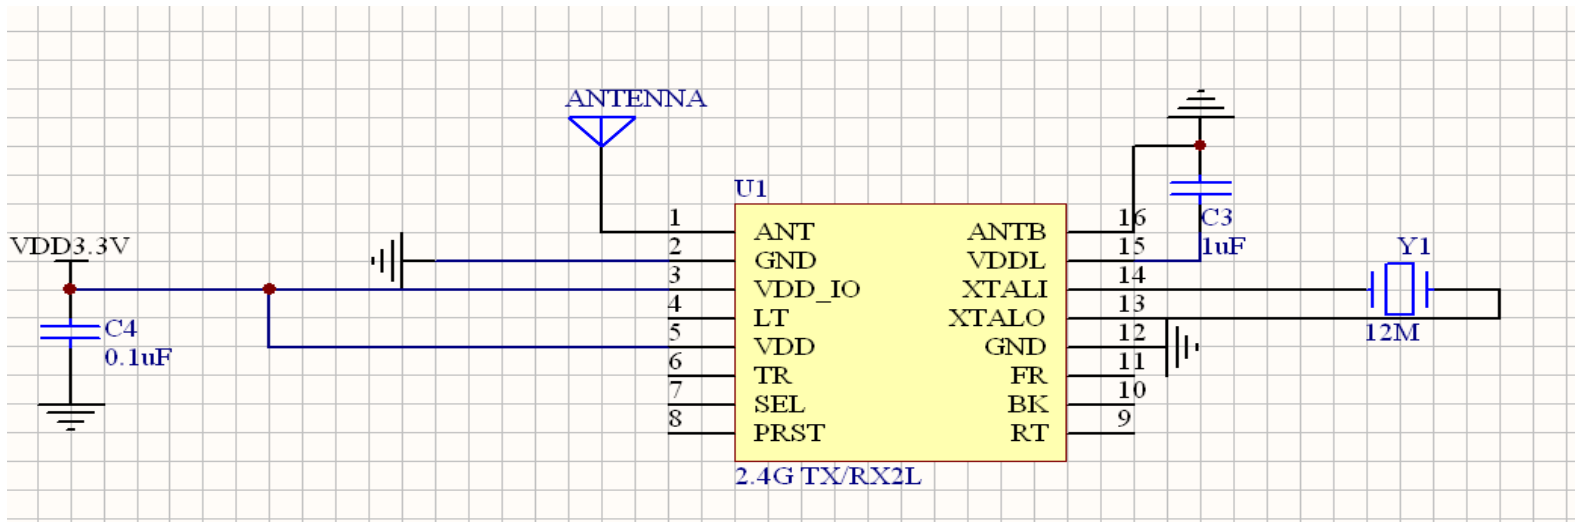 ANTENNA
U1
1 ANT ANTB 16
2 GND VDDL 15
3 VDD_IO XTALI 14
4 LT XTALO 13
5 VDD GND 12
6 TR FR 11
7 SEL BK 10
8 PRST RT 9
2.4G TX/RX2L
VDD3.3V
C4
0.1uF
C3
1uF
Y1
12M